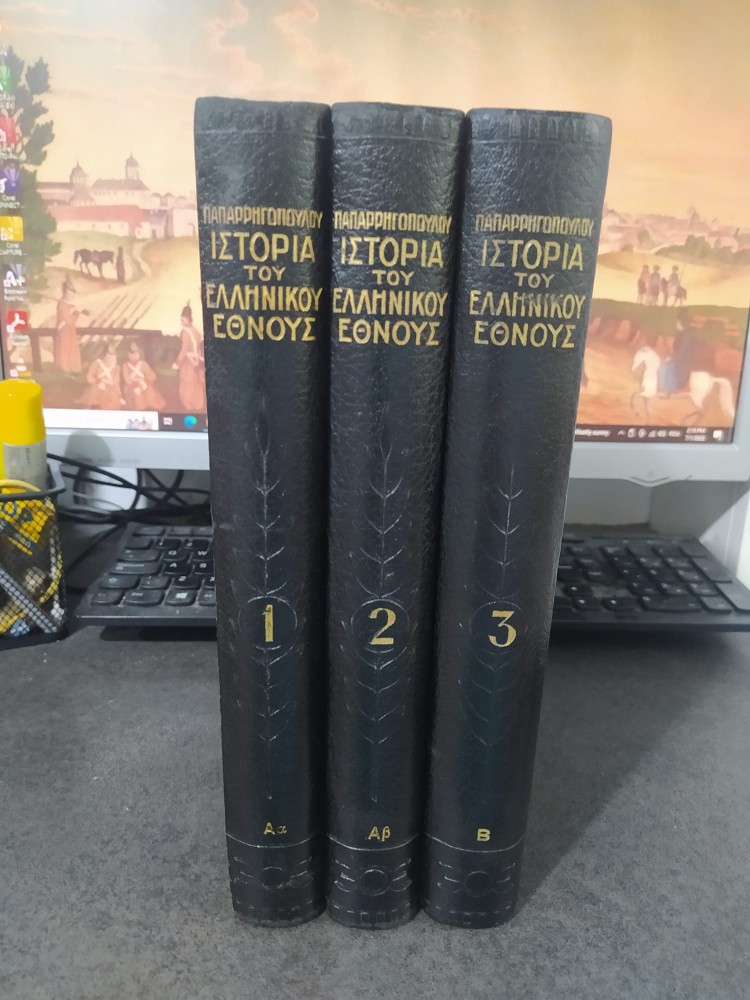 ΠΑΠΑΡΡΗΓΟΠΟΥΛΟΥ
ΙΣΤΟΡΙΑ
ΤΟΥ
ΕΛΛΗΝΙΚΟΥ
ΕΘΝΟΥΣ
1
Αα
ΠΑΠΑΡΡΗΓΟΠΟΥΛΟΥ
ΙΣΤΟΡΙΑ
ΤΟΥ
ΕΛΛΗΝΙΚΟΥ
ΕΘΝΟΥΣ
2
Αβ
ΠΑΠΑΡΡΗΓΟΠΟΥΛΟΥ
ΙΣΤΟΡΙΑ
ΤΟΥ
ΕΛΛΗΝΙΚΟΥ
ΕΘΝΟΥΣ
3
Β